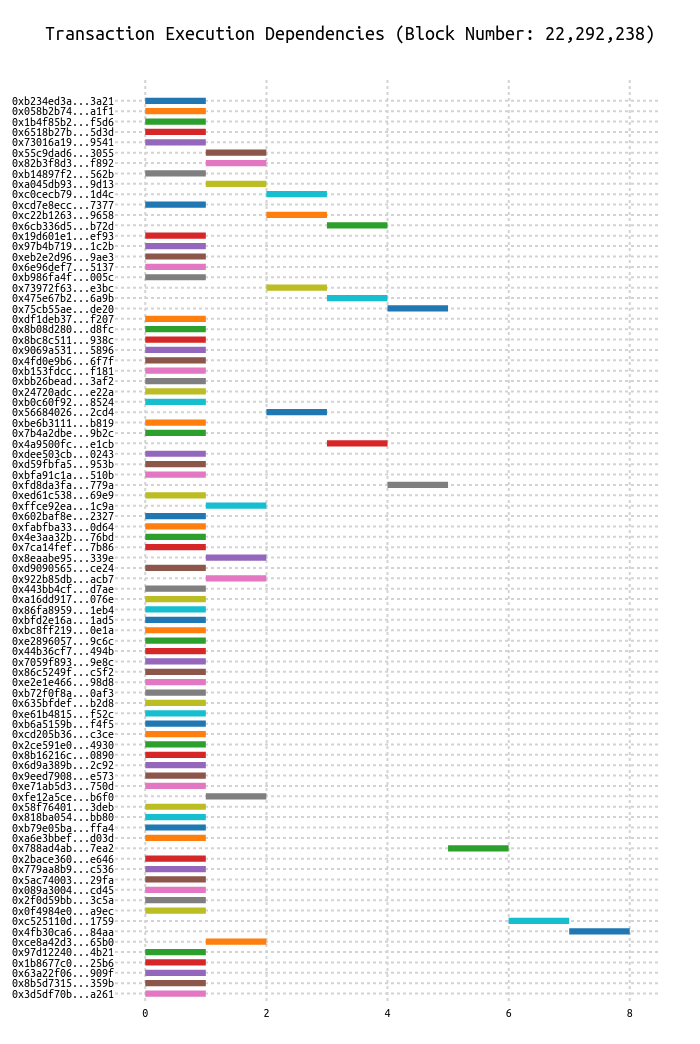 Transaction Execution Dependencies (Block Number: 22,292,238)
0xb234ed3a...3a21
0x058b2b74...a1f1
0x1b4f85b2...f5d6
0x6518b27b...5d3d
0x73016a19...9541
0x55c9dad6...3055
0x82b3f8d3...f892
0xb14897f2...562b
0xa045db93...9d13
0xc0cecb79...1d4c
0xcd7e8ecc...7377
0xc22b1263...9658
0x6cb336d5...b72d
0x19d601e1...ef93
0x97b4b719...1c2b
0xeb2e2d96...9ae3
0x6e96def7...5137
0xb986fa4f...005c
0x73972f63...e3bc
0x475e67b2...6a9b
0x75cb55ae...de20
0xdf1deb37...f207
0x8b08d280...d8fc
0x8bc8c511...938c
0x9069a531...5896
0x4fd0e9b6...6f7f
0xb153fdcc...f181
0xbb26bead...3af2
0x24720adc...e22a
0xb0c60f92...8524
0x56684026...2cd4
0xbe6b3111...b819
0x7b4a2dbe...9b2c
0x4a9500fc...e1cb
0xdee503cb...0243
0xd59fbfa5...953b
0xbfa91c1a...510b
0xfd8da3fa...779a
0xed61c538...69e9
0xffce92ea...1c9a
0x602baf8e...2327
0xfabfba33...0d64
0x4e3aa32b...76bd
0x7ca14fef...7b86
0x8eaabe95...339e
0xd9090565...ce24
0x922b85db...acb7
0x443bb4cf...d7ae
0xa16dd917...076e
0x86fa8959...1eb4
0xbfd2e16a...1ad5
0xbc8ff219...0e1a
0xe2896057...9c6c
0x44b36cf7...494b
0x7059f893...9e8c
0x86c5249f...c5f2
0xe2e1e466...98d8
0xb72f0f8a...0af3
0x635bfdef...b2d8
0xe61b4815...f52c
0xb6a5159b...f4f5
0xcd205b36...c3ce
0x2ce591e0...4930
0x8b16216c...0890
0x6d9a389b...2c92
0x9eed7908...e573
0xe71ab5d3...750d
0xfe12a5ce...b6f0
0x58f76401...3deb
0x818ba054...bb80
0xb79e05ba...ffa4
0xa6e3bbef...d03d
0x788ad4ab...7ea2
0x2bace360...e646
0x779aa8b9...c536
0x5ac74003...29fa
0x089a3004...cd45
0x2f0d59bb...3c5a
0x0f4984e0...a9ec
0xc525110d...1759
0x4fb30ca6...84aa
0xce8a42d3...65b0
0x97d12240...4b21
0x1b8677c0...25b6
0x63a22f06...909f
0x8b5d7315...359b
0x3d5df70b...a261
0 2 4 6 8